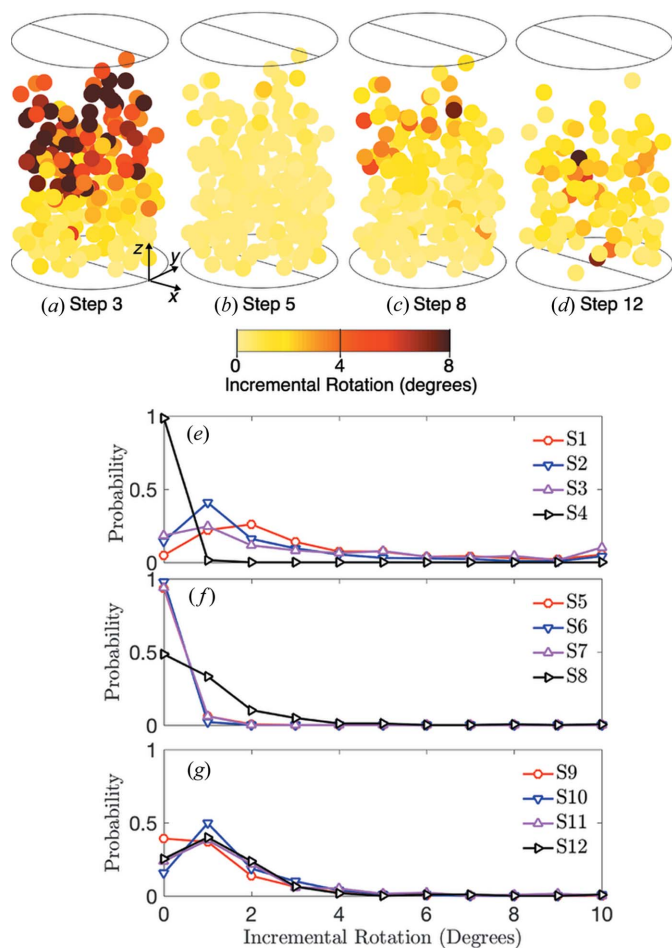 z
y
x
(a) Step 3 (b) Step 5 (c) Step 8 (d) Step 12
0 4 8
Incremental Rotation (degrees)
(e)
1
0.5
0
Probability
S1
S2
S3
S4
(f)
1
0.5
0
Probability
S5
S6
S7
S8
(g)
1
0.5
0
Probability
S9
S10
S11
S12
0 2 4 6 8 10
Incremental Rotation (Degrees)